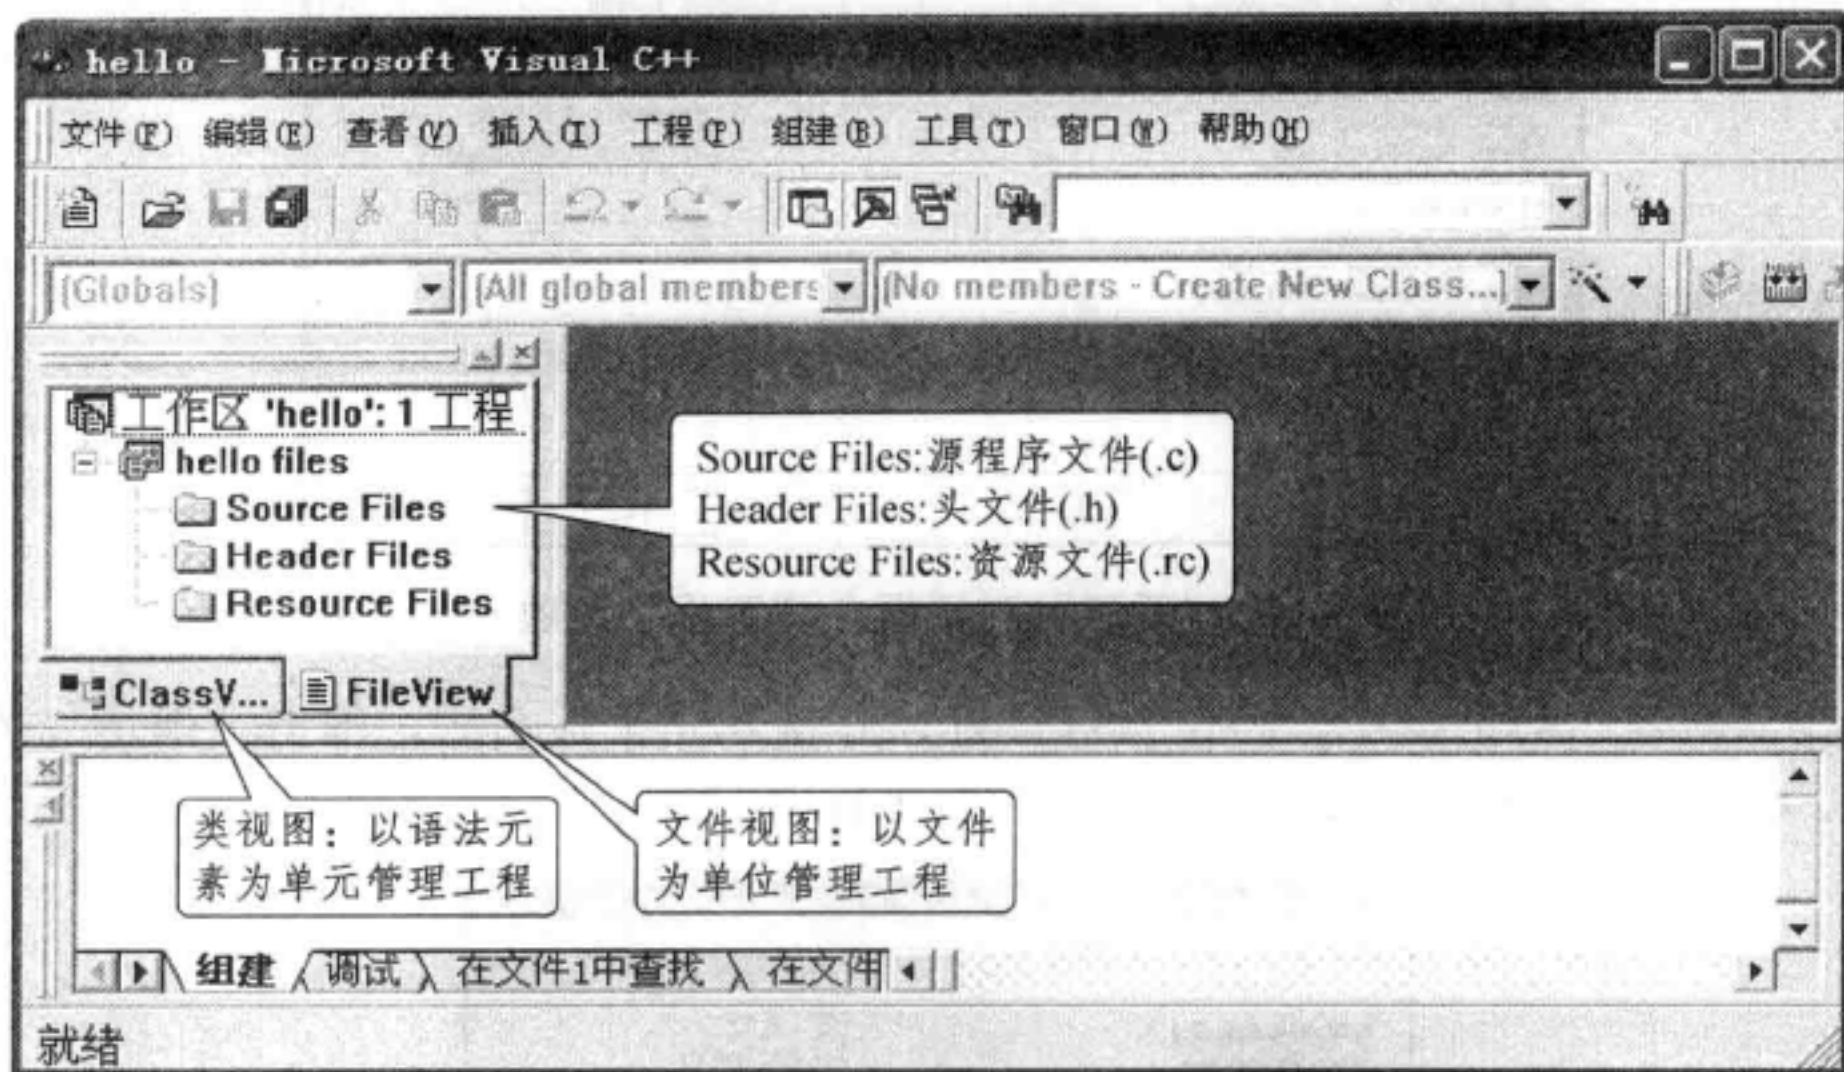 hello - Microsoft Visual C++
文件(F) 编辑(E) 查看(V) 插入(I) 工程(P) 组建(B) 工具(T) 窗口(W) 帮助(H)
(Globals) (All global members (No members - Create New Class...)
工作区 'hello': 1 工程
hello files
Source Files
Header Files
Resource Files
Source Files:源程序文件(.c)
Header Files:头文件(.h)
Resource Files:资源文件(.rc)
ClassV... FileView
类视图：以语法元
素为单元管理工程
文件视图：以文件
为单位管理工程
组建 调试 在文件1中查找 在文件
就绪